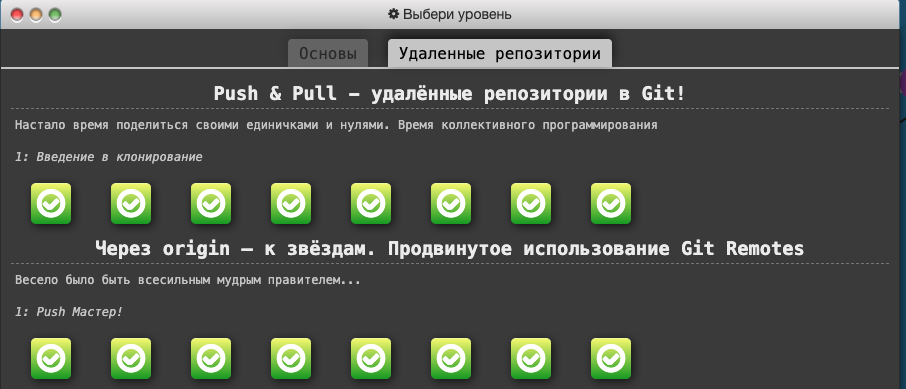 Выбери уровень
Основы
Удаленные репозитории
Push & Pull – удалённые репозитории в Git!
Настало время поделиться своими единичками и нулями. Время коллективного программирования
1: Введение в клонирование
Через origin – к звёздам. Продвинутое использование Git Remotes
Весело было быть всесильным мудрым правителем...
1: Push Мастер!